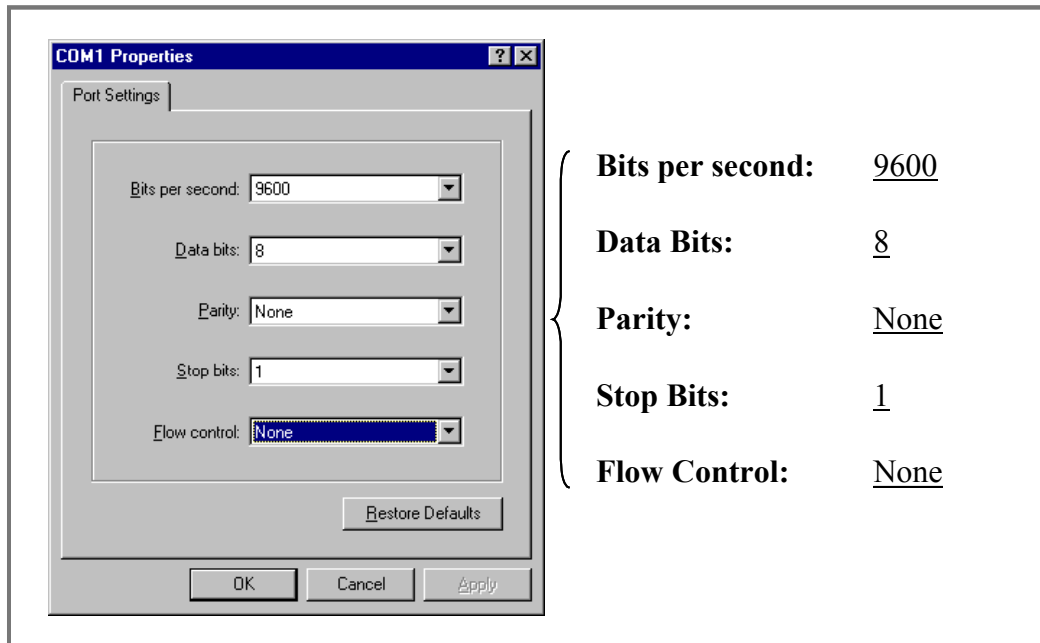 COM1 Properties
Port Settings
Bits per second: 9600
Data bits: 8
Parity: None
Stop bits: 1
Flow control: None
Restore Defaults
OK Cancel Apply
Bits per second: 9600
Data Bits: 8
Parity: None
Stop Bits: 1
Flow Control: None